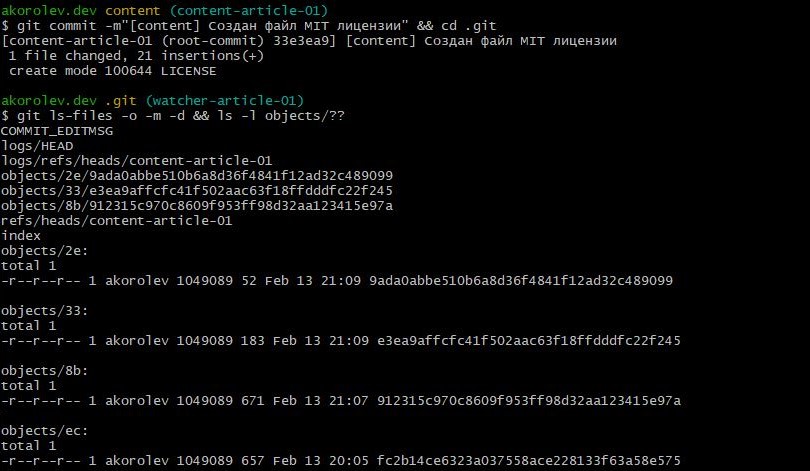 akorolev.dev content (content-article-01)
$ git commit -m"[content] Создан файл MIT лицензии" && cd .git
[content-article-01 (root-commit) 33e3ea9] [content] Создан файл MIT лицензии
1 file changed, 21 insertions(+)
create mode 100644 LICENSE
akorolev.dev .git (watcher-article-01)
$ git ls-files -o -m -d && ls -l objects/??
COMMIT_EDITMSG
logs/HEAD
logs/refs/heads/content-article-01
objects/2e/9ada0abbe510b6a8d36f4841f12ad32c489099
objects/33/e3ea9affcfc41f502aac63f18ffdddfc22f245
objects/8b/912315c970c8609f953ff98d32aa123415e97a
refs/heads/content-article-01
index
objects/2e:
total 1
-r--r--r-- 1 akorolev 1049089 52 Feb 13 21:09 9ada0abbe510b6a8d36f4841f12ad32c489099
objects/33:
total 1
-r--r--r-- 1 akorolev 1049089 183 Feb 13 21:09 e3ea9affcfc41f502aac63f18ffdddfc22f245
objects/8b:
total 1
-r--r--r-- 1 akorolev 1049089 671 Feb 13 21:07 912315c970c8609f953ff98d32aa123415e97a
objects/ec:
total 1
-r--r--r-- 1 akorolev 1049089 657 Feb 13 20:05 fc2b14ce6323a037558ace228133f63a58e575